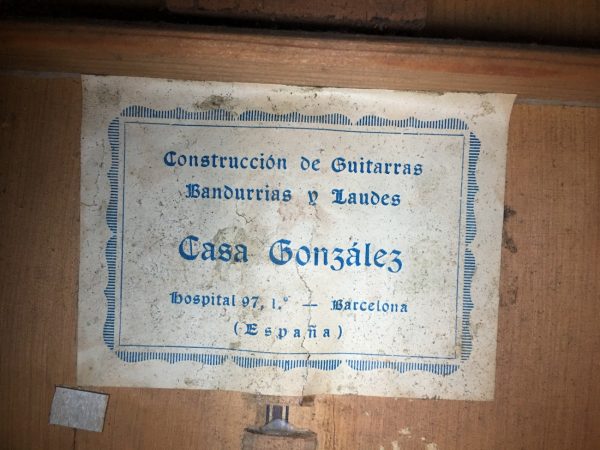 Construcción de Guitarras
Bandurrias y Laudes
Casa González
Hospital 97, 1.° — Barcelona
(España)